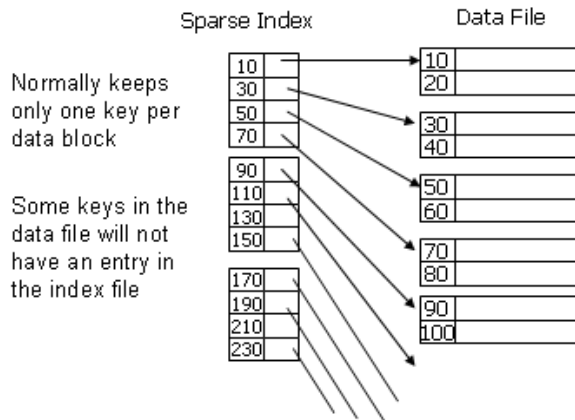 Sparse Index
Data File
Normally keeps
only one key per
data block
Some keys in the
data file will not
have an entry in
the index file
10
30
50
70
90
110
130
150
170
190
210
230
10
20
30
40
50
60
70
80
90
100